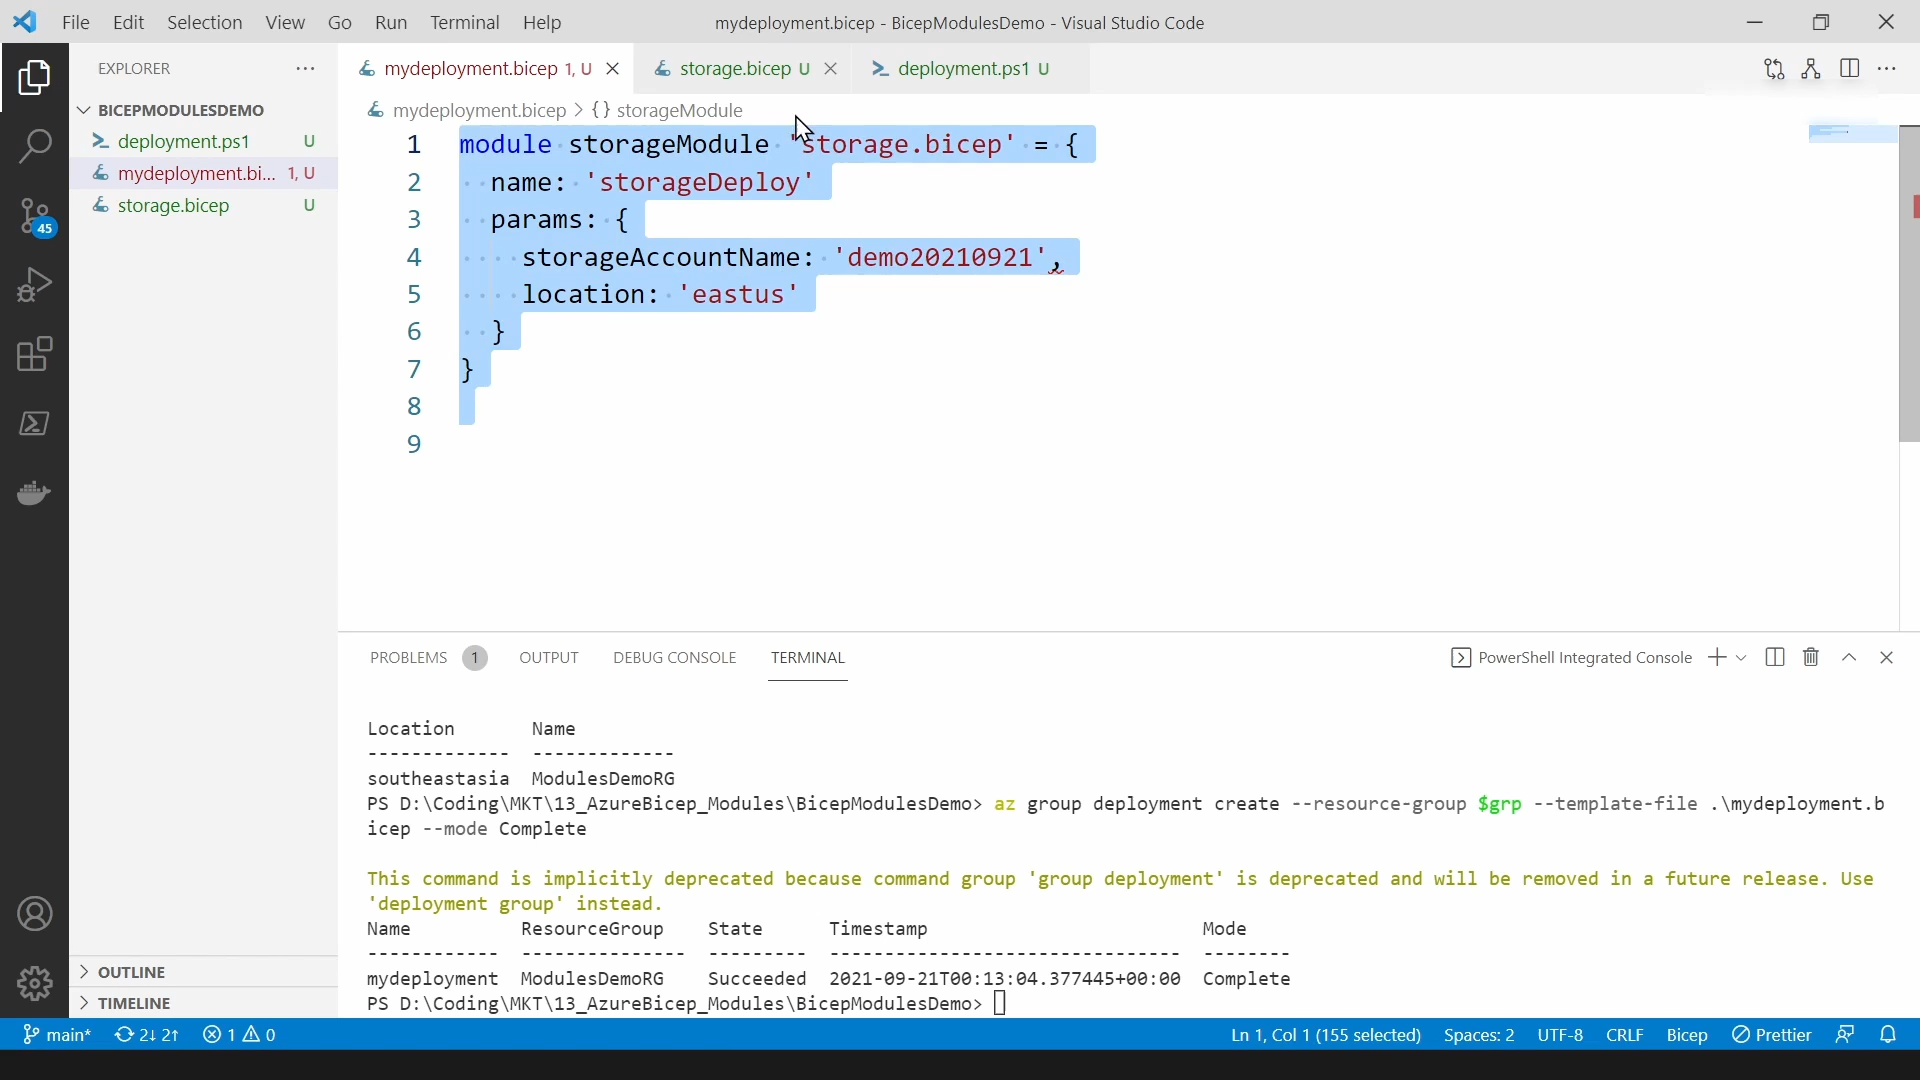 File Edit Selection View Go Run Terminal Help
mydeployment.bicep - BicepModulesDemo - Visual Studio Code
EXPLORER
mydeployment.bicep 1, U
storage.bicep U
deployment.ps1 U
BICEPMODULESDEMO
deployment.ps1 U
mydeployment.bi... 1, U
storage.bicep U
45
mydeployment.bicep > {} storageModule
1 module storageModule 'storage.bicep' = {
2 name: 'storageDeploy'
3 params: {
4 storageAccountName: 'demo20210921',
5 location: 'eastus'
6 }
7 }
8
9
PROBLEMS 1 OUTPUT DEBUG CONSOLE TERMINAL
PowerShell Integrated Console
Location Name
------------- -------------
southeastasia ModulesDemoRG
PS D:\Coding\MKT\13_AzureBicep_Modules\BicepModulesDemo> az group deployment create --resource-group $grp --template-file .\mydeployment.b
icep --mode Complete
This command is implicitly deprecated because command group 'group deployment' is deprecated and will be removed in a future release. Use
'deployment group' instead.
Name ResourceGroup State Timestamp Mode
------------ --------------- --------- -------------------------------- --------
mydeployment ModulesDemoRG Succeeded 2021-09-21T00:13:04.377445+00:00 Complete
PS D:\Coding\MKT\13_AzureBicep_Modules\BicepModulesDemo>
OUTLINE
TIMELINE
main* 2↓ 2↑ 1 0
Ln 1, Col 1 (155 selected) Spaces: 2 UTF-8 CRLF Bicep Prettier